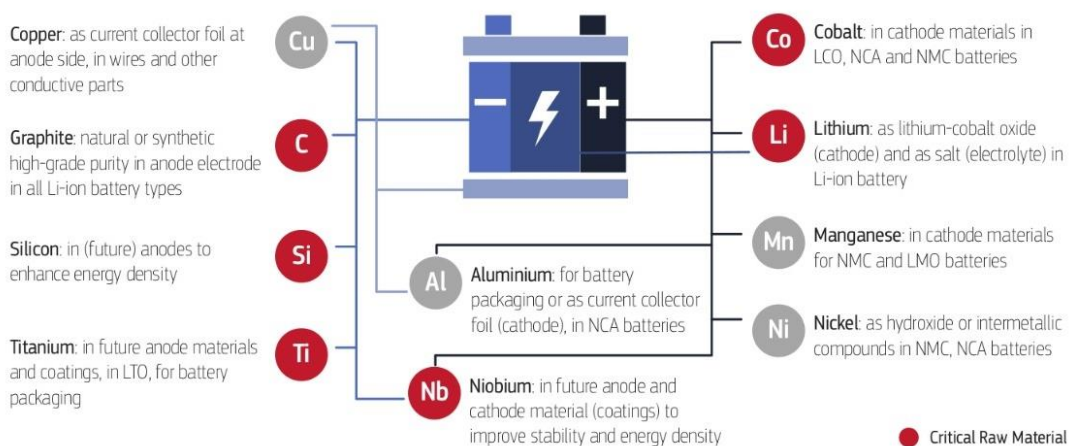 Copper: as current collector foil at
anode side, in wires and other
conductive parts
Cu
Graphite: natural or synthetic
high-grade purity in anode electrode
in all Li-ion battery types
C
Silicon: in (future) anodes to
enhance energy density
Si
Titanium: in future anode materials
and coatings, in LTO, for battery
packaging
Ti
− +
Al
Aluminium: for battery
packaging or as current collector
foil (cathode), in NCA batteries
Nb
Niobium: in future anode and
cathode material (coatings) to
improve stability and energy density
Co
Cobalt: in cathode materials in
LCO, NCA and NMC batteries
Li
Lithium: as lithium-cobalt oxide
(cathode) and as salt (electrolyte) in
Li-ion battery
Mn
Manganese: in cathode materials
for NMC and LMO batteries
Ni
Nickel: as hydroxide or intermetallic
compounds in NMC, NCA batteries
Critical Raw Material